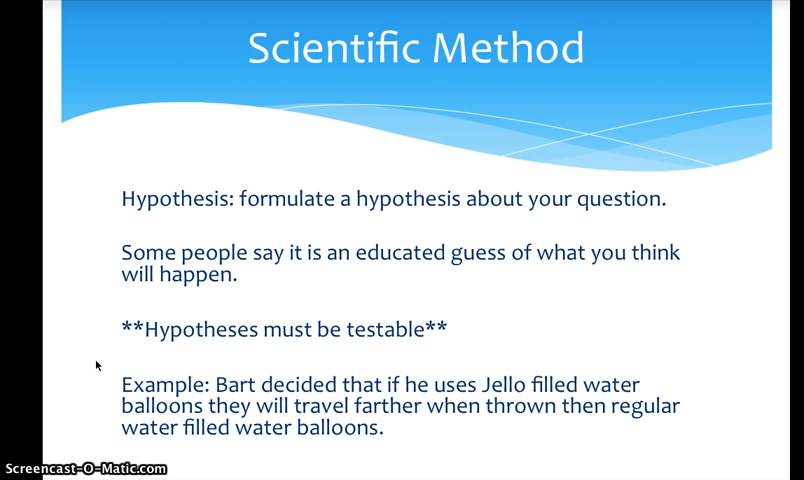 Scientific Method
Hypothesis: formulate a hypothesis about your question.
Some people say it is an educated guess of what you think
will happen.
**Hypotheses must be testable**
Example: Bart decided that if he uses Jello filled water
balloons they will travel farther when thrown then regular
water filled water balloons.
Screencast-O-Matic.com